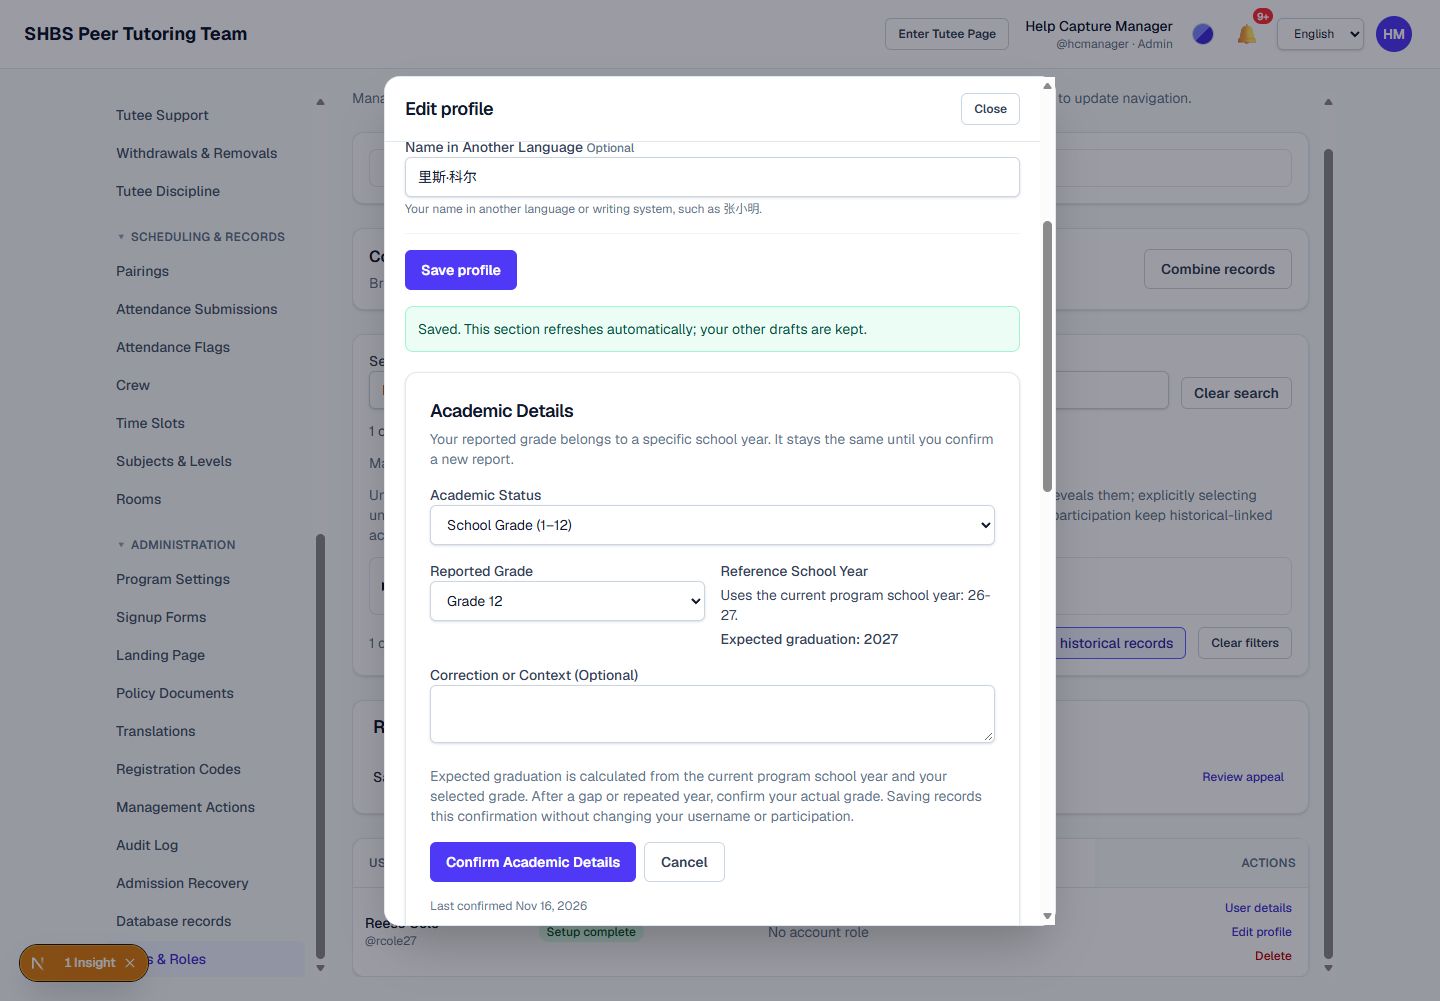 SHBS Peer Tutoring Team
Enter Tutee Page
Help Capture Manager
@hcmanager · Admin
9+
English
HM
Tutee Support
Withdrawals & Removals
Tutee Discipline
SCHEDULING & RECORDS
Pairings
Attendance Submissions
Attendance Flags
Crew
Time Slots
Subjects & Levels
Rooms
ADMINISTRATION
Program Settings
Signup Forms
Landing Page
Policy Documents
Translations
Registration Codes
Management Actions
Audit Log
Admission Recovery
Database records
s & Roles
N 1 Insight
to update navigation.
Combine records
Clear search
eveals them; explicitly selecting
participation keep historical-linked
historical records
Clear filters
Review appeal
ACTIONS
@rcole27
Setup complete
No account role
User details
Edit profile
Delete
Edit profile
Close
Name in Another Language Optional
里斯·科尔
Your name in another language or writing system, such as 张小明.
Save profile
Saved. This section refreshes automatically; your other drafts are kept.
Academic Details
Your reported grade belongs to a specific school year. It stays the same until you confirm
a new report.
Academic Status
School Grade (1–12)
Reported Grade
Grade 12
Reference School Year
Uses the current program school year: 26-
27.
Expected graduation: 2027
Correction or Context (Optional)
Expected graduation is calculated from the current program school year and your
selected grade. After a gap or repeated year, confirm your actual grade. Saving records
this confirmation without changing your username or participation.
Confirm Academic Details
Cancel
Last confirmed Nov 16, 2026